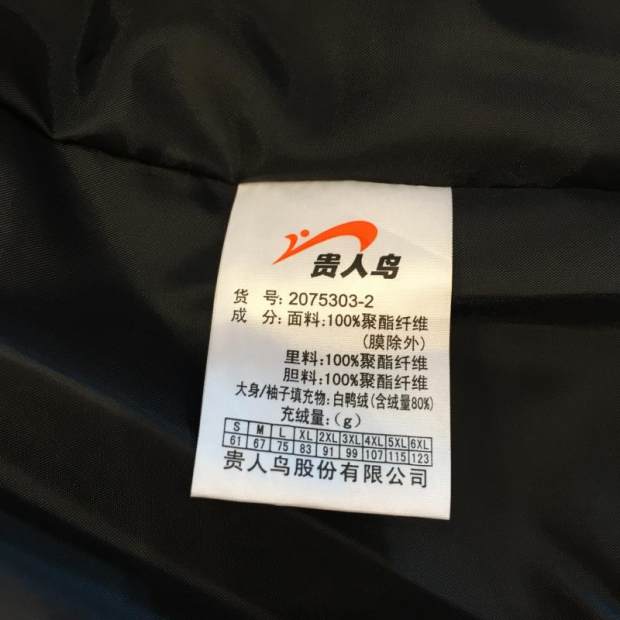 贵人鸟
货 号:2075303-2
成 分:面料:100%聚酯纤维
(膜除外)
里料:100%聚酯纤维
胆料:100%聚酯纤维
大身/袖子填充物:白鸭绒(含绒量80%)
充绒量:(g)
S M L XL 2XL 3XL 4XL 5XL 6XL
61 67 75 83 91 99 107 115 123
贵人鸟股份有限公司